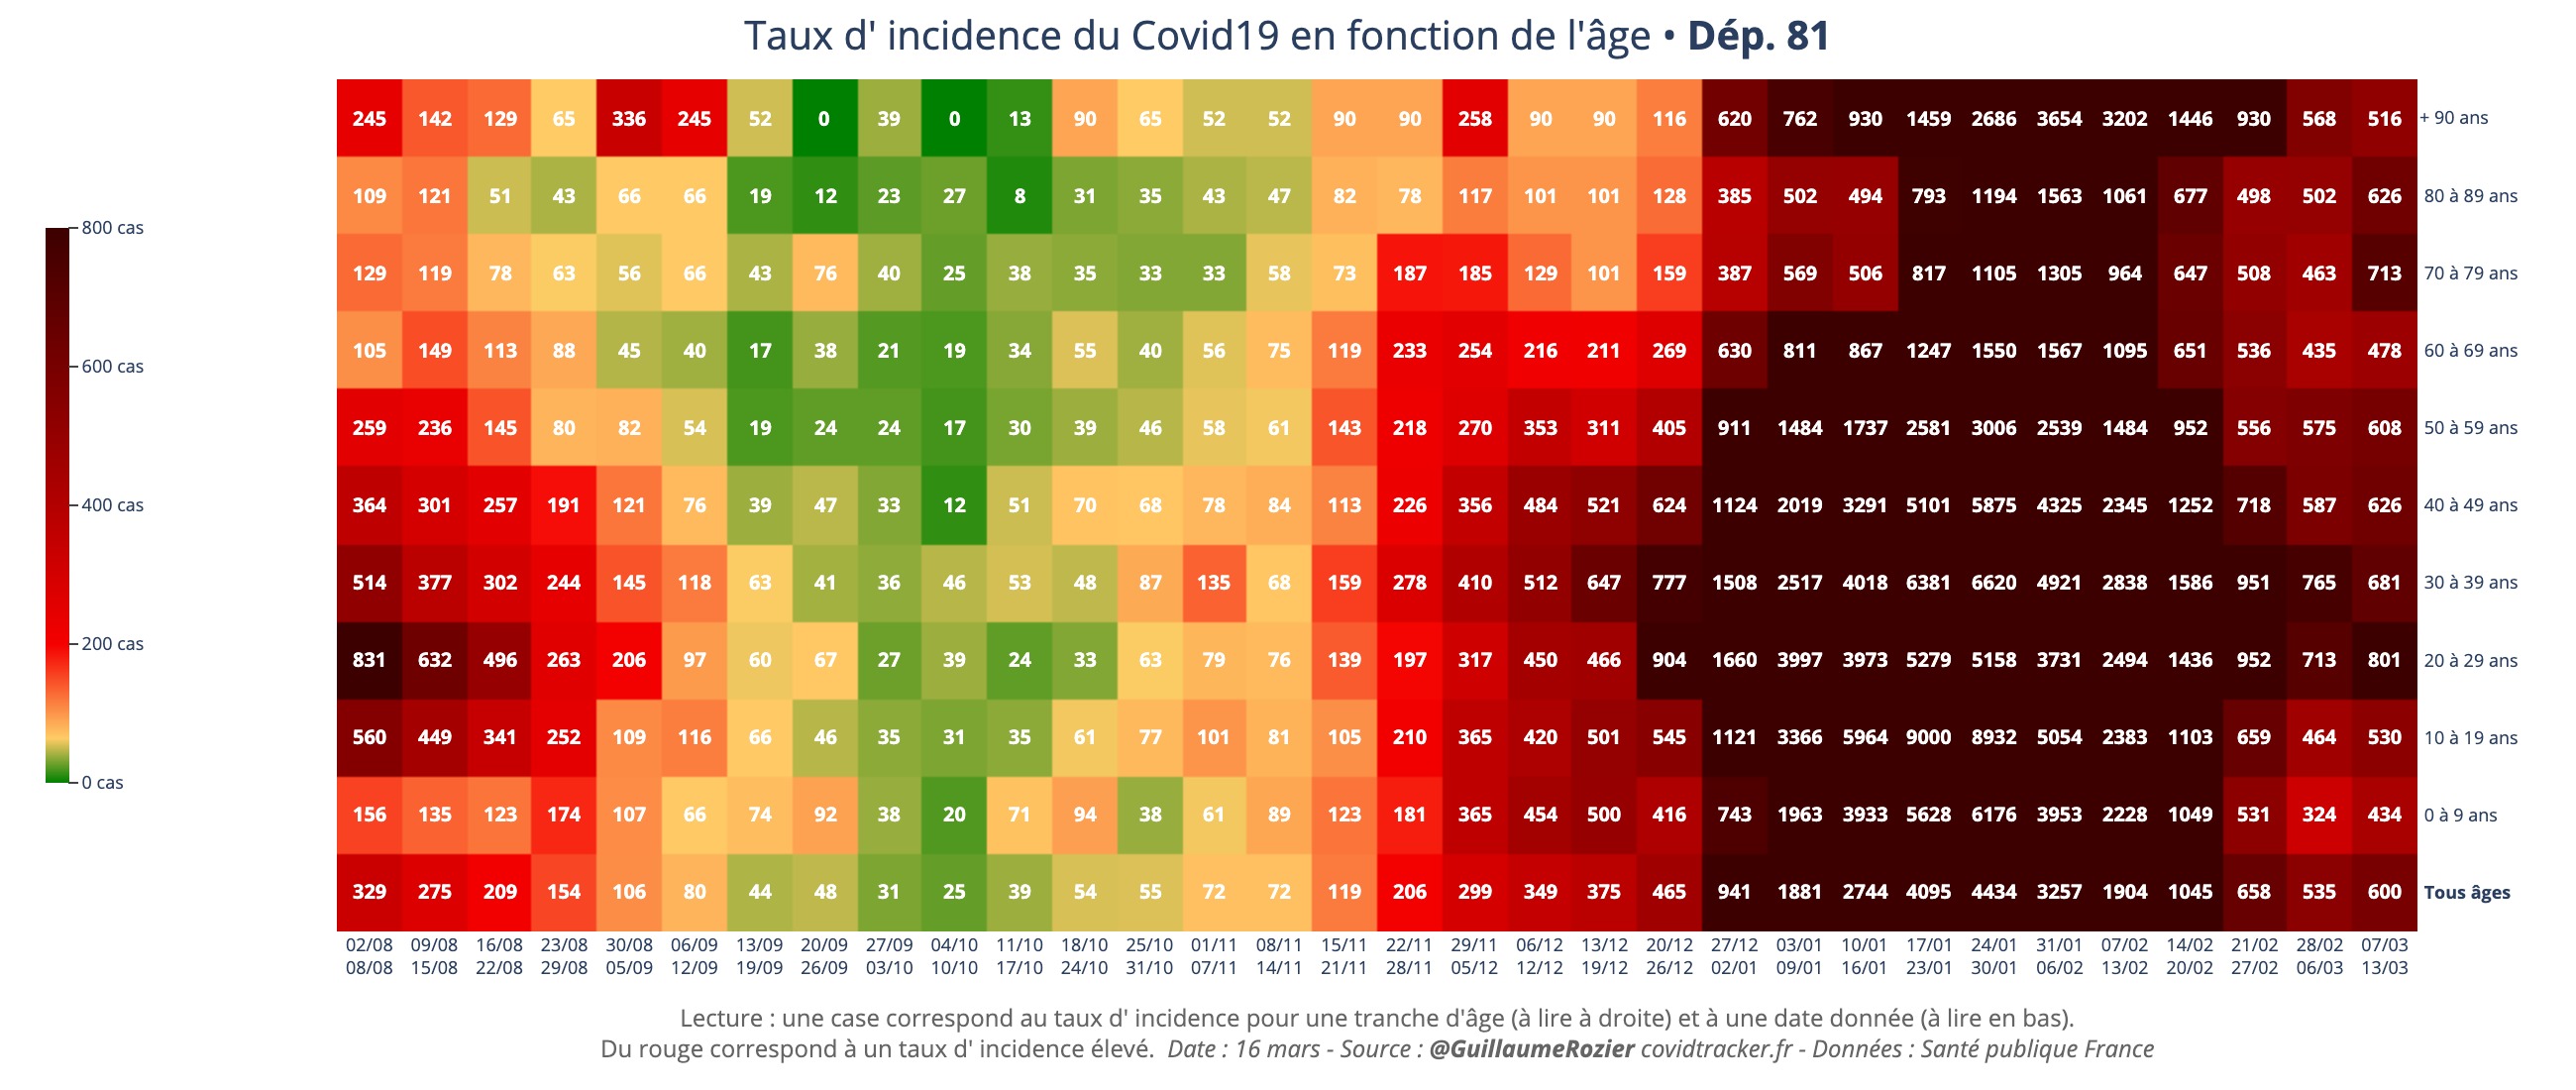 Taux d' incidence du Covid19 en fonction de l'âge • Dép. 81
800 cas
600 cas
400 cas
200 cas
0 cas
245 142 129 65 336 245 52 0 39 0 13 90 65 52 52 90 90 258 90 90 116 620 762 930 1459 2686 3654 3202 1446 930 568 516 + 90 ans
109 121 51 43 66 66 19 12 23 27 8 31 35 43 47 82 78 117 101 101 128 385 502 494 793 1194 1563 1061 677 498 502 626 80 à 89 ans
129 119 78 63 56 66 43 76 40 25 38 35 33 33 58 73 187 185 129 101 159 387 569 506 817 1105 1305 964 647 508 463 713 70 à 79 ans
105 149 113 88 45 40 17 38 21 19 34 55 40 56 75 119 233 254 216 211 269 630 811 867 1247 1550 1567 1095 651 536 435 478 60 à 69 ans
259 236 145 80 82 54 19 24 24 17 30 39 46 58 61 143 218 270 353 311 405 911 1484 1737 2581 3006 2539 1484 952 556 575 608 50 à 59 ans
364 301 257 191 121 76 39 47 33 12 51 70 68 78 84 113 226 356 484 521 624 1124 2019 3291 5101 5875 4325 2345 1252 718 587 626 40 à 49 ans
514 377 302 244 145 118 63 41 36 46 53 48 87 135 68 159 278 410 512 647 777 1508 2517 4018 6381 6620 4921 2838 1586 951 765 681 30 à 39 ans
831 632 496 263 206 97 60 67 27 39 24 33 63 79 76 139 197 317 450 466 904 1660 3997 3973 5279 5158 3731 2494 1436 952 713 801 20 à 29 ans
560 449 341 252 109 116 66 46 35 31 35 61 77 101 81 105 210 365 420 501 545 1121 3366 5964 9000 8932 5054 2383 1103 659 464 530 10 à 19 ans
156 135 123 174 107 66 74 92 38 20 71 94 38 61 89 123 181 365 454 500 416 743 1963 3933 5628 6176 3953 2228 1049 531 324 434 0 à 9 ans
329 275 209 154 106 80 44 48 31 25 39 54 55 72 72 119 206 299 349 375 465 941 1881 2744 4095 4434 3257 1904 1045 658 535 600 Tous âges
02/08 09/08 16/08 23/08 30/08 06/09 13/09 20/09 27/09 04/10 11/10 18/10 25/10 01/11 08/11 15/11 22/11 29/11 06/12 13/12 20/12 27/12 03/01 10/01 17/01 24/01 31/01 07/02 14/02 21/02 28/02 07/03
08/08 15/08 22/08 29/08 05/09 12/09 19/09 26/09 03/10 10/10 17/10 24/10 31/10 07/11 14/11 21/11 28/11 05/12 12/12 19/12 26/12 02/01 09/01 16/01 23/01 30/01 06/02 13/02 20/02 27/02 06/03 13/03
Lecture : une case correspond au taux d' incidence pour une tranche d'âge (à lire à droite) et à une date donnée (à lire en bas).
Du rouge correspond à un taux d' incidence élevé. Date : 16 mars - Source : @GuillaumeRozier covidtracker.fr - Données : Santé publique France